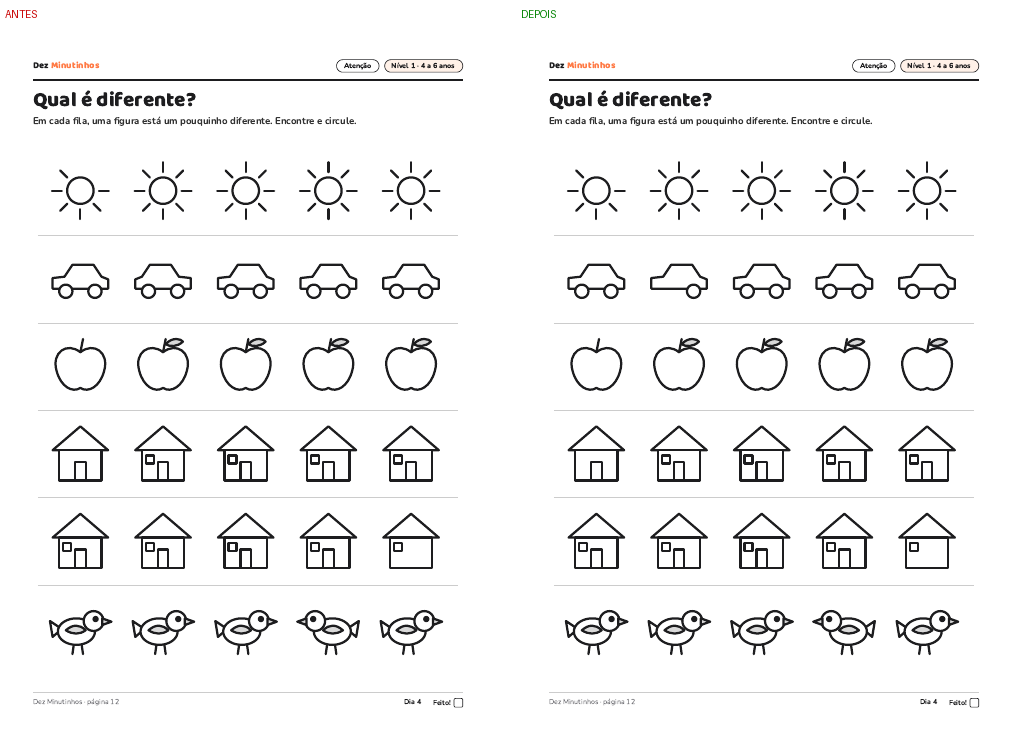 ANTES
Dez Minutinhos
Atenção
Nível 1 · 4 a 6 anos
Qual é diferente?
Em cada fila, uma figura está um pouquinho diferente. Encontre e circule.
Dez Minutinhos · página 12
Dia 4
Feito!
DEPOIS
Dez Minutinhos
Atenção
Nível 1 · 4 a 6 anos
Qual é diferente?
Em cada fila, uma figura está um pouquinho diferente. Encontre e circule.
Dez Minutinhos · página 12
Dia 4
Feito!